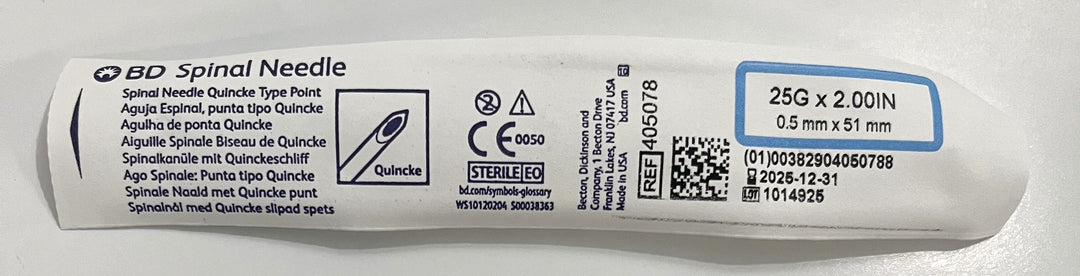 BD Spinal Needle
Spinal Needle Quincke Type Point
Aguja Espinal, punta tipo Quincke
Agulha de ponta Quincke
Aiguille Spinale Biseau de Quincke
Spinalkanüle mit Quinckeschliff
Ago Spinale: Punta tipo Quincke
Spinale Naald met Quincke punt
Spinalnål med Quincke slipad spets
Quincke
2
CE 0050
STERILE EO
bd.com/symbols-glossary
WS10120204 S00038363
Becton, Dickinson and
Company, 1 Becton Drive
Franklin Lakes, NJ 07417 USA
Made in USA bd.com
REF 405078
25G x 2.00IN
0.5 mm x 51 mm
(01)00382904050788
2025-12-31
LOT 1014925